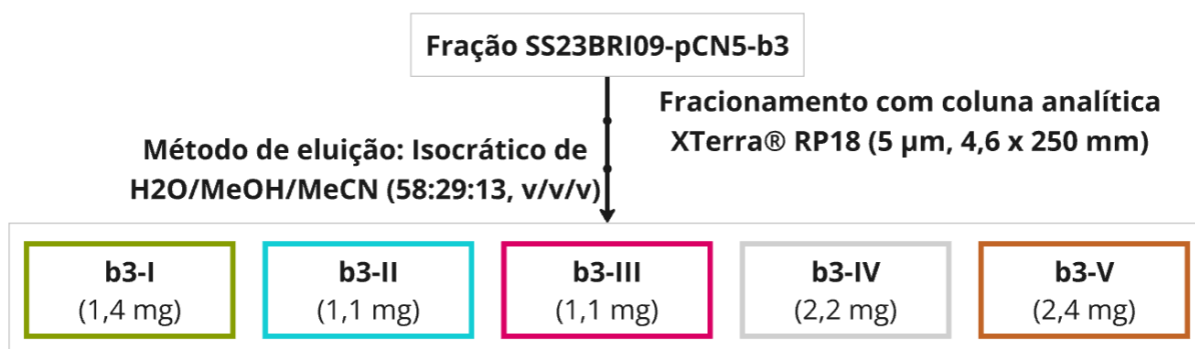 Fração SS23BRI09-pCN5-b3
Fracionamento com coluna analítica
XTerra® RP18 (5 µm, 4,6 x 250 mm)
Método de eluição: Isocrático de
H2O/MeOH/MeCN (58:29:13, v/v/v)
b3-I
(1,4 mg)
b3-II
(1,1 mg)
b3-III
(1,1 mg)
b3-IV
(2,2 mg)
b3-V
(2,4 mg)